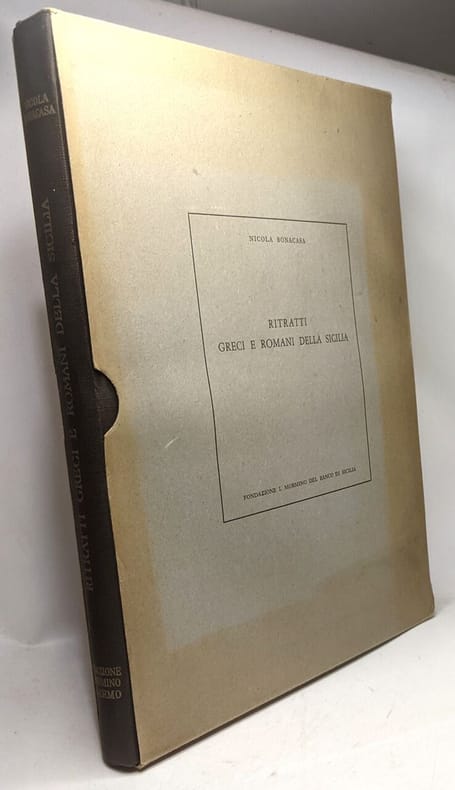 NICOLA BONACASA
RITRATTI
GRECI E ROMANI DELLA SICILIA
FONDAZIONE I. MORMINO DEL BANCO DI SICILIA
NICOLA
BONACASA
RITRATTI GRECI E ROMANI DELLA SICILIA